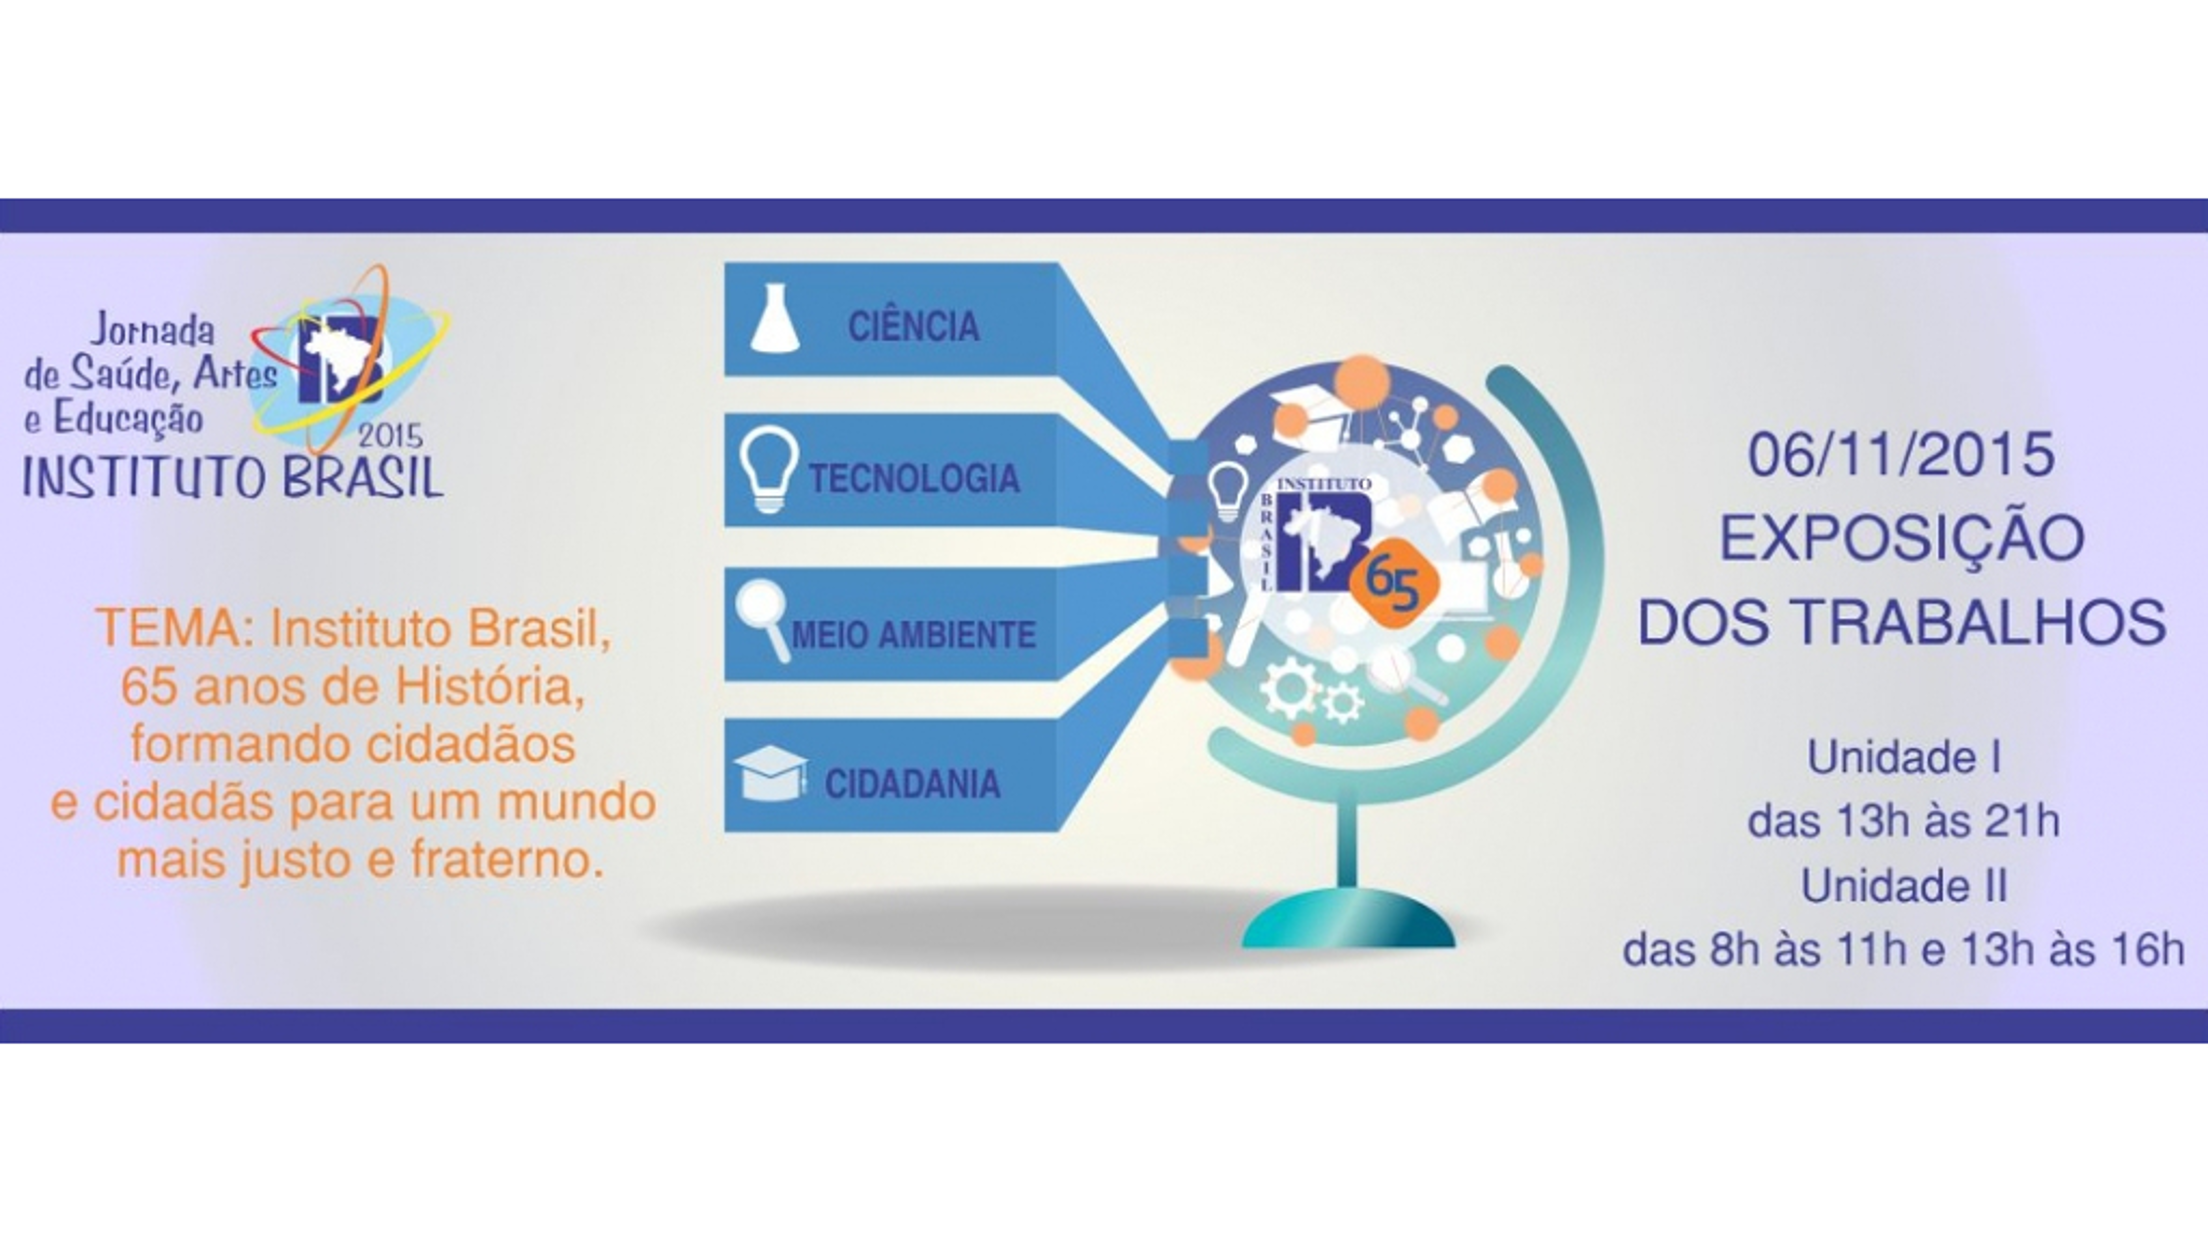 Jornada
de Saúde, Artes
e Educação
2015
INSTITUTO BRASIL
TEMA: Instituto Brasil,
65 anos de História,
formando cidadãos
e cidadãs para um mundo
mais justo e fraterno.
CIÊNCIA
TECNOLOGIA
MEIO AMBIENTE
CIDADANIA
INSTITUTO
BRASIL
IB
65
06/11/2015
EXPOSIÇÃO
DOS TRABALHOS
Unidade I
das 13h às 21h
Unidade II
das 8h às 11h e 13h às 16h